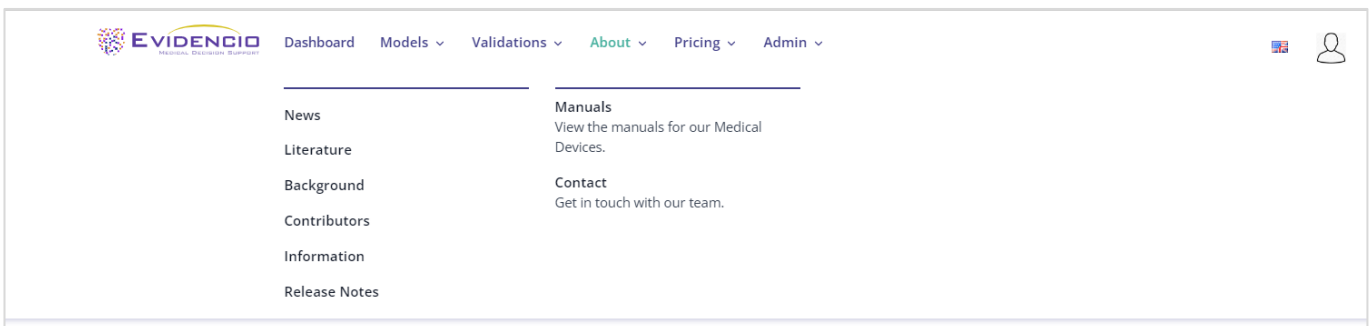 EVIDENCIO
MEDICAL DECISION SUPPORT
Dashboard Models Validations About Pricing Admin
News
Literature
Background
Contributors
Information
Release Notes
Manuals
View the manuals for our Medical
Devices.
Contact
Get in touch with our team.